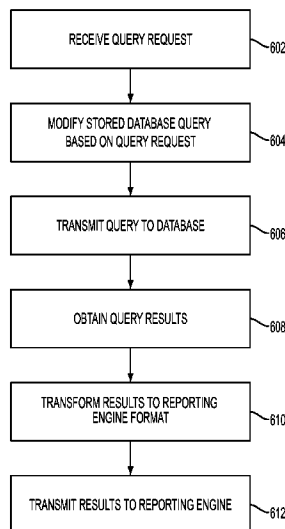 RECEIVE QUERY REQUEST
602
MODIFY STORED DATABASE QUERY
BASED ON QUERY REQUEST
604
TRANSMIT QUERY TO DATABASE
606
OBTAIN QUERY RESULTS
608
TRANSFORM RESULTS TO REPORTING
ENGINE FORMAT
610
TRANSMIT RESULTS TO REPORTING ENGINE
612